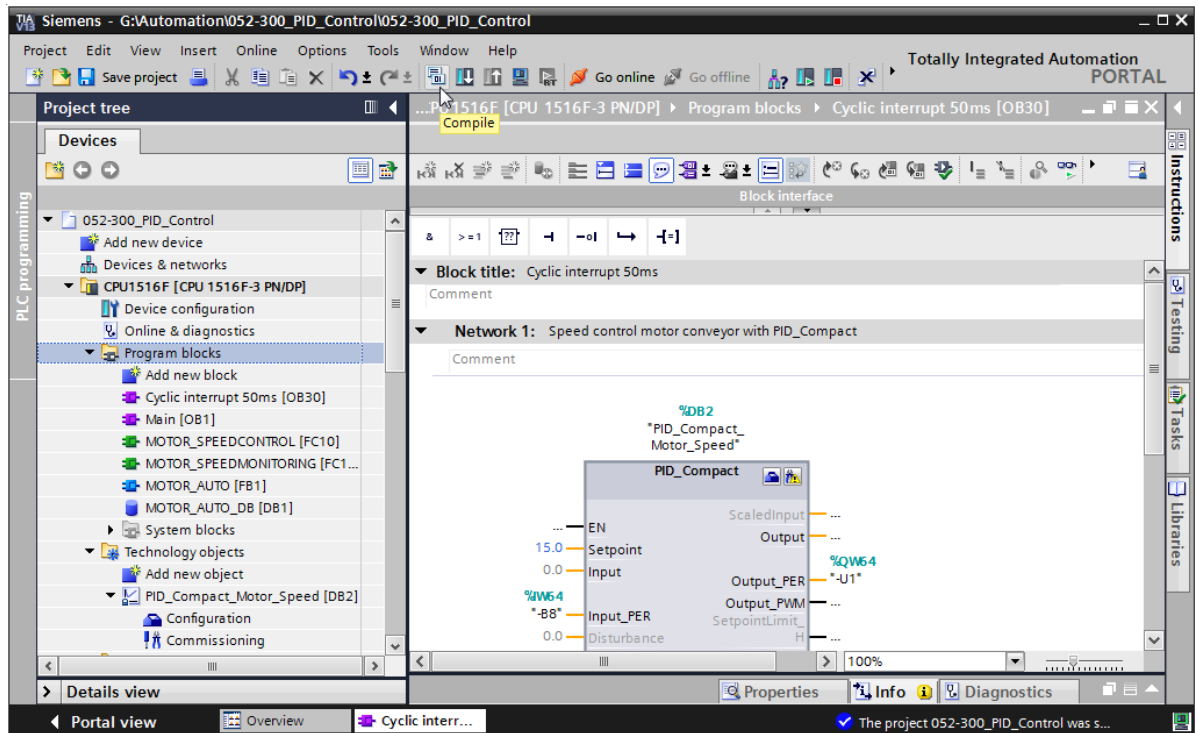 TIA V13 Siemens - G:\Automation\052-300_PID_Control\052-300_PID_Control
Project Edit View Insert Online Options Tools Window Help
Totally Integrated Automation
PORTAL
Save project Go online Go offline
Project tree
...PU1516F [CPU 1516F-3 PN/DP] Program blocks Cyclic interrupt 50ms [OB30]
Compile
Devices
Block interface
PLC programming
052-300_PID_Control
Add new device
Devices & networks
CPU1516F [CPU 1516F-3 PN/DP]
Device configuration
Online & diagnostics
Program blocks
Add new block
Cyclic interrupt 50ms [OB30]
Main [OB1]
MOTOR_SPEEDCONTROL [FC10]
MOTOR_SPEEDMONITORING [FC1...
MOTOR_AUTO [FB1]
MOTOR_AUTO_DB [DB1]
System blocks
Technology objects
Add new object
PID_Compact_Motor_Speed [DB2]
Configuration
Commissioning
Details view
& >=1 ?? -o| -[=]
Block title: Cyclic interrupt 50ms
Comment
Network 1: Speed control motor conveyor with PID_Compact
Comment
%DB2
"PID_Compact_
Motor_Speed"
PID_Compact
ScaledInput ...
... EN
Output ...
15.0 Setpoint
%QW64
0.0 Input
Output_PER "-U1"
%IW64
Output_PWM ...
"-B8" Input_PER
SetpointLimit_
0.0 Disturbance
H ...
100%
Properties Info Diagnostics
Instructions
Testing
Tasks
Libraries
Portal view Overview Cyclic interr...
The project 052-300_PID_Control was s...